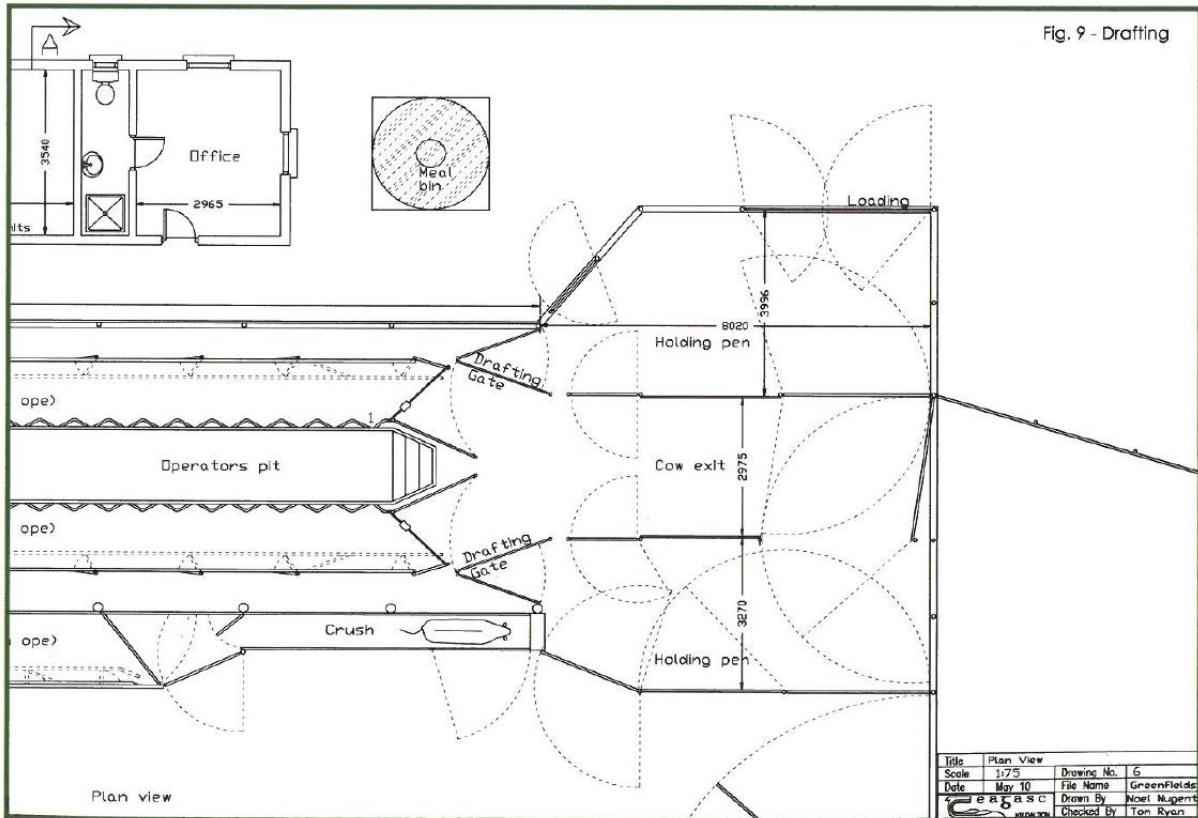 Fig. 9 - Drafting
A
3540
Office
2965
Meal
bin
Loading
3996
8020
Holding pen
Drafting
Gate
ope)
1
Operators pit
Cow exit
2975
ope)
Drafting
Gate
3270
ope)
Crush
Holding pen
Plan view
Title Plan View
Scale 1:75 Drawing No. 6
Date May 10 File Name GreenFields
eagasc Drawn By Noel Nugent
Checked By Tom Ryan